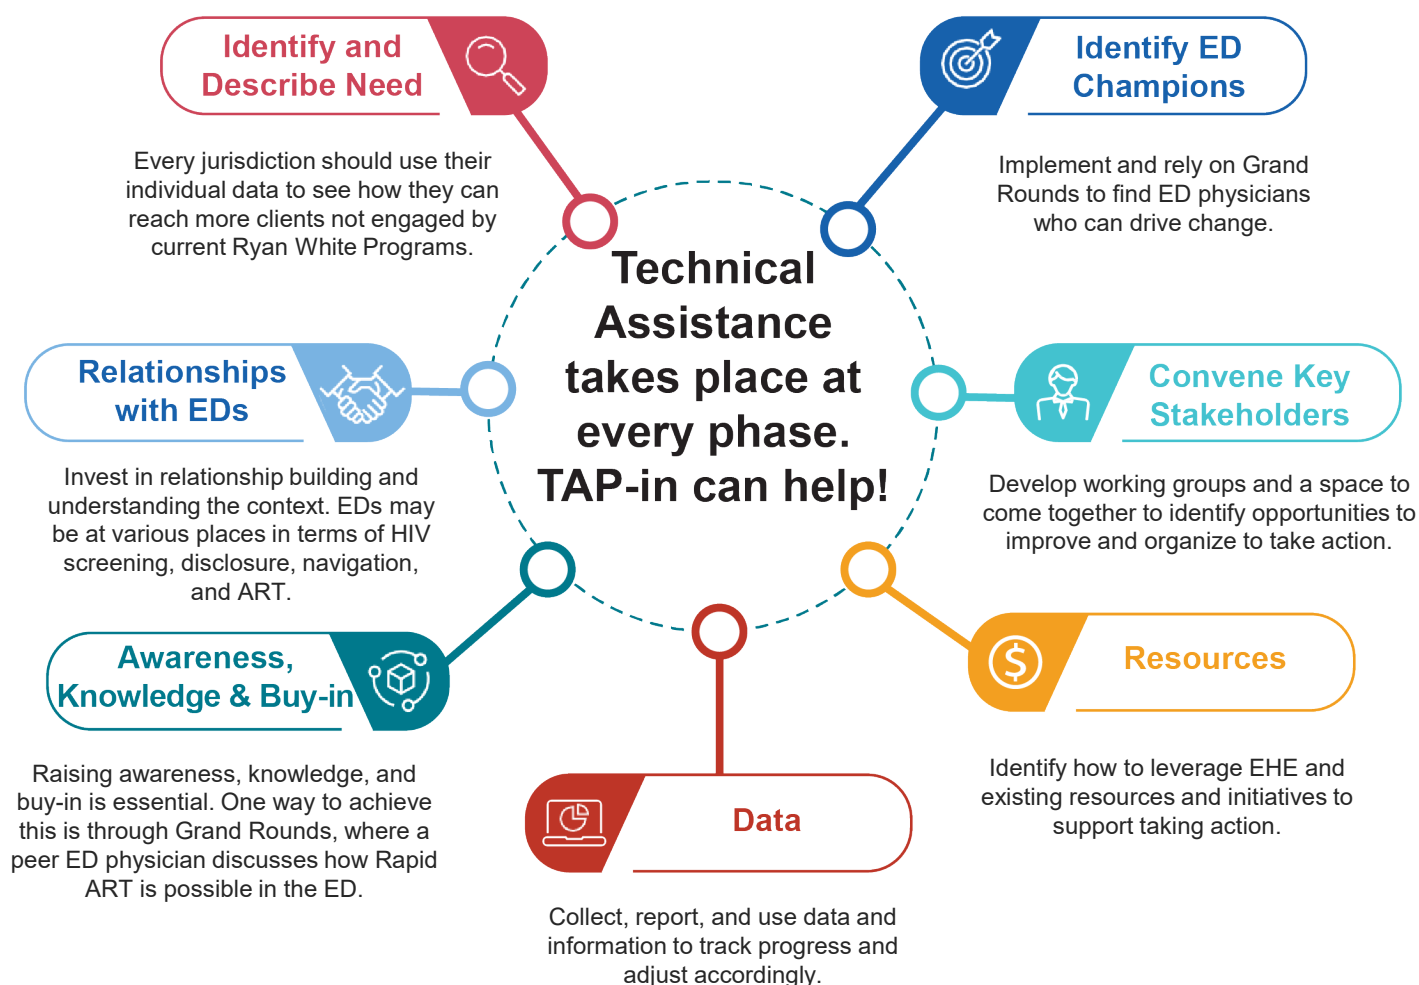 Identify and
Describe Need
Every jurisdiction should use their
individual data to see how they can
reach more clients not engaged by
current Ryan White Programs.
Identify ED
Champions
Implement and rely on Grand
Rounds to find ED physicians
who can drive change.
Technical
Assistance
takes place at
every phase.
TAP-in can help!
Relationships
with EDs
Invest in relationship building and
understanding the context. EDs may
be at various places in terms of HIV
screening, disclosure, navigation,
and ART.
Convene Key
Stakeholders
Develop working groups and a space to
come together to identify opportunities to
improve and organize to take action.
Awareness,
Knowledge & Buy-in
Raising awareness, knowledge, and
buy-in is essential. One way to achieve
this is through Grand Rounds, where a
peer ED physician discusses how Rapid
ART is possible in the ED.
$
Resources
Identify how to leverage EHE and
existing resources and initiatives to
support taking action.
Data
Collect, report, and use data and
information to track progress and
adjust accordingly.